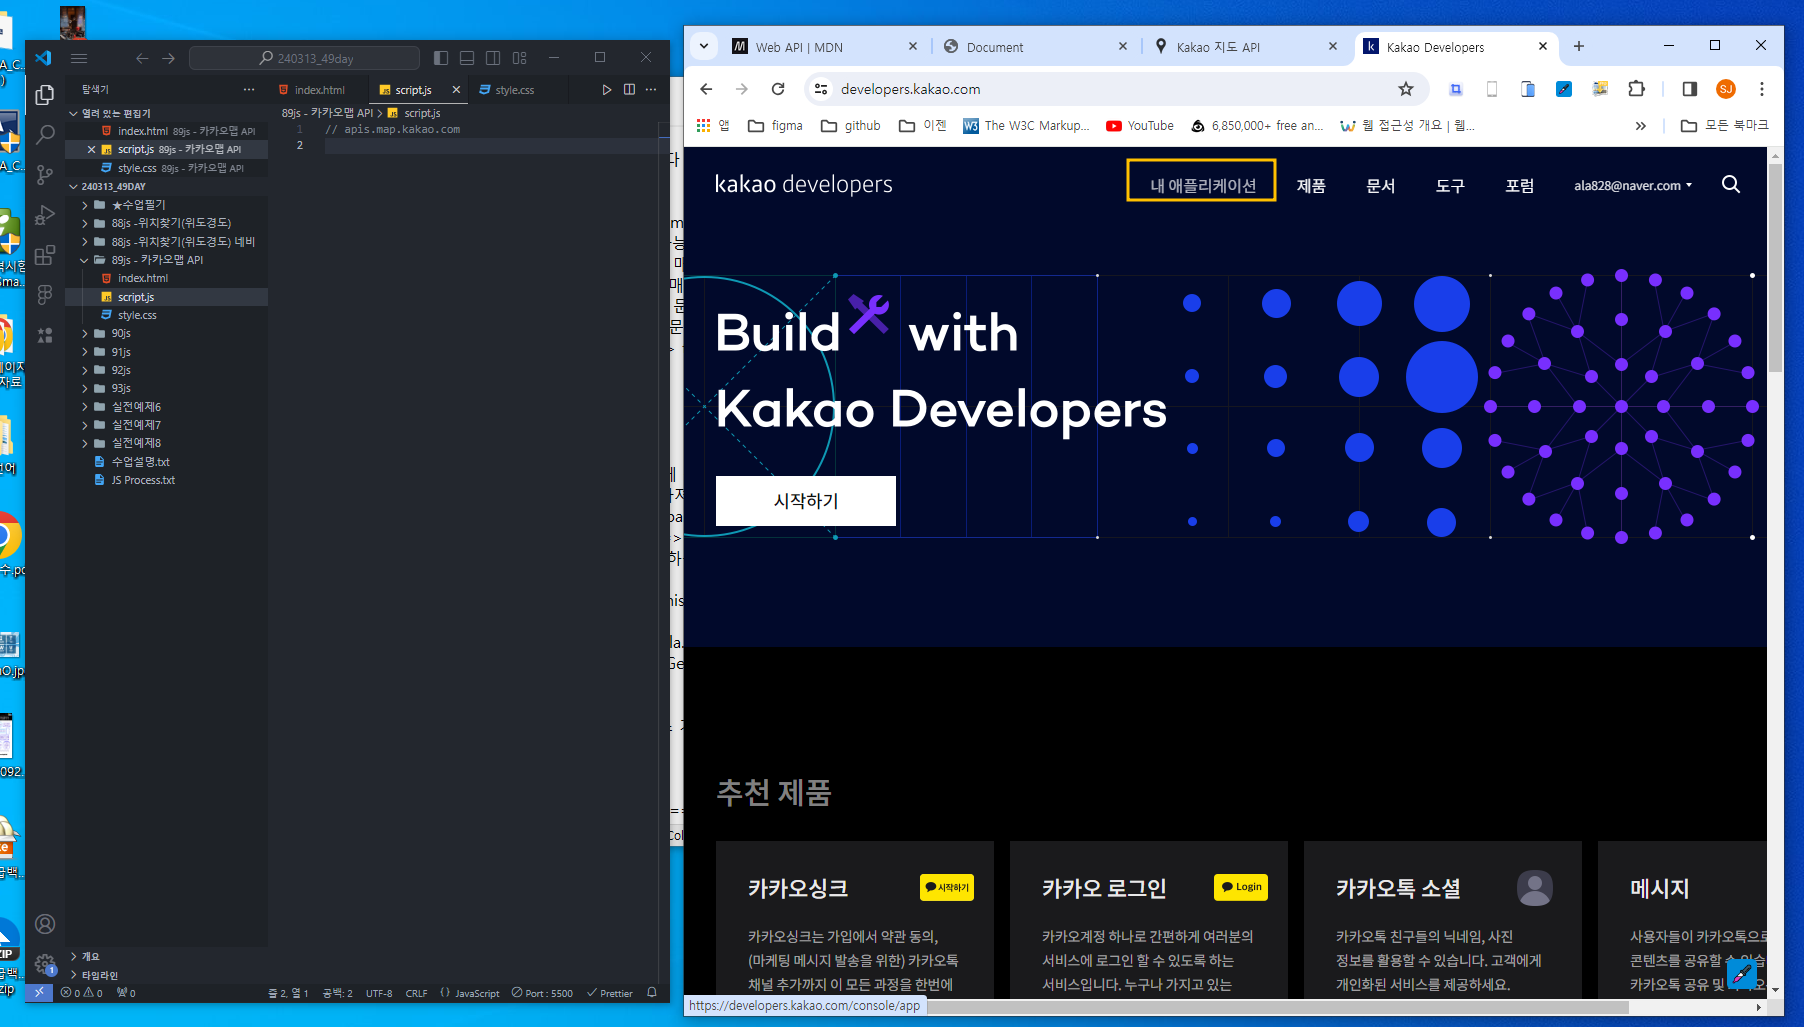 240313_49day
탐색기
index.html
script.js
style.css
열려 있는 편집기
index.html 89js - 카카오맵 API
script.js 89js - 카카오맵 API
style.css 89js - 카카오맵 API
240313_49DAY
★수업필기
88js -위치찾기(위도경도)
88js -위치찾기(위도경도) 네비
89js - 카카오맵 API
index.html
script.js
style.css
90js
91js
92js
93js
실전예제6
실전예제7
실전예제8
수업설명.txt
JS Process.txt
개요
타임라인
89js - 카카오맵 API > script.js
1 // apis.map.kakao.com
2
0 0 0
줄 2, 열 1 공백: 2 UTF-8 CRLF {} JavaScript Port : 5500 Prettier
Web API | MDN
Document
Kakao 지도 API
Kakao Developers
developers.kakao.com
SJ
앱 figma github 이젠 The W3C Markup... YouTube 6,850,000+ free an... 웹 접근성 개요 | 웹... 모든 북마크
kakao developers
내 애플리케이션 제품 문서 도구 포럼 ala828@naver.com
Build with
Kakao Developers
시작하기
추천 제품
카카오싱크
시작하기
카카오싱크는 가입에서 약관 동의,
(마케팅 메시지 발송을 위한) 카카오톡
채널 추가까지 이 모든 과정을 한번에
카카오 로그인
Login
카카오계정 하나로 간편하게 여러분의
서비스에 로그인 할 수 있도록 하는
서비스입니다. 누구나 가지고 있는
카카오톡 소셜
카카오톡 친구들의 닉네임, 사진
정보를 활용할 수 있습니다. 고객에게
개인화된 서비스를 제공하세요.
메시지
사용자들이 카카오톡으로
콘텐츠를 공유할 수
카카오톡 공유 및
https://developers.kakao.com/console/app